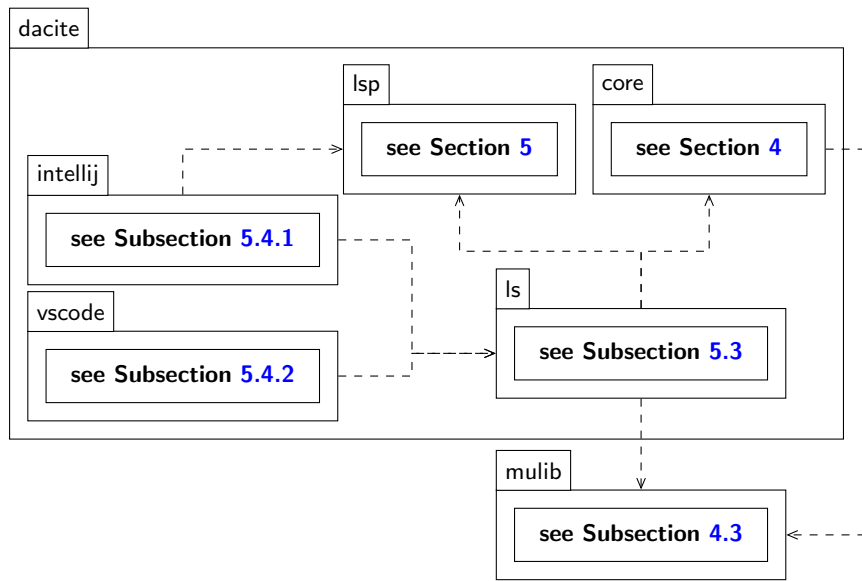 dacite
lsp
see Section 5
core
see Section 4
intellij
see Subsection 5.4.1
vscode
see Subsection 5.4.2
ls
see Subsection 5.3
mulib
see Subsection 4.3